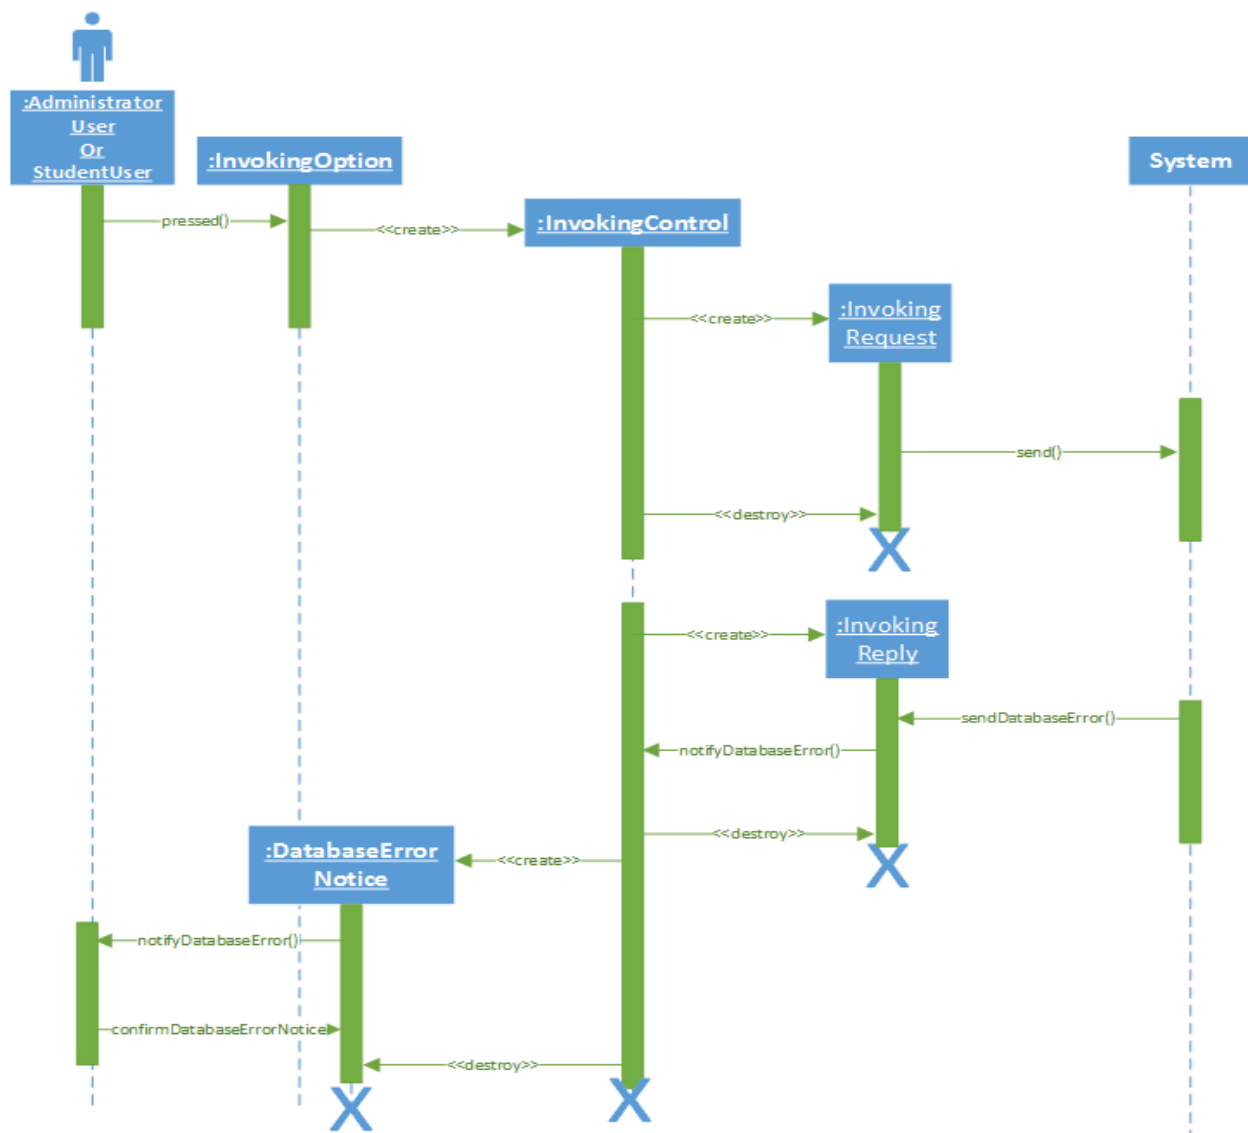 :Administrator
User
Or
StudentUser
:InvokingOption
System
pressed()
<<create>>
:InvokingControl
<<create>>
:Invoking
Request
send()
<<destroy>>
X
<<create>>
:Invoking
Reply
sendDatabaseError()
notifyDatabaseError()
<<destroy>>
X
:DatabaseError
Notice
<<create>>
notifyDatabaseError()
confirmDatabaseErrorNotice
<<destroy>>
X
X